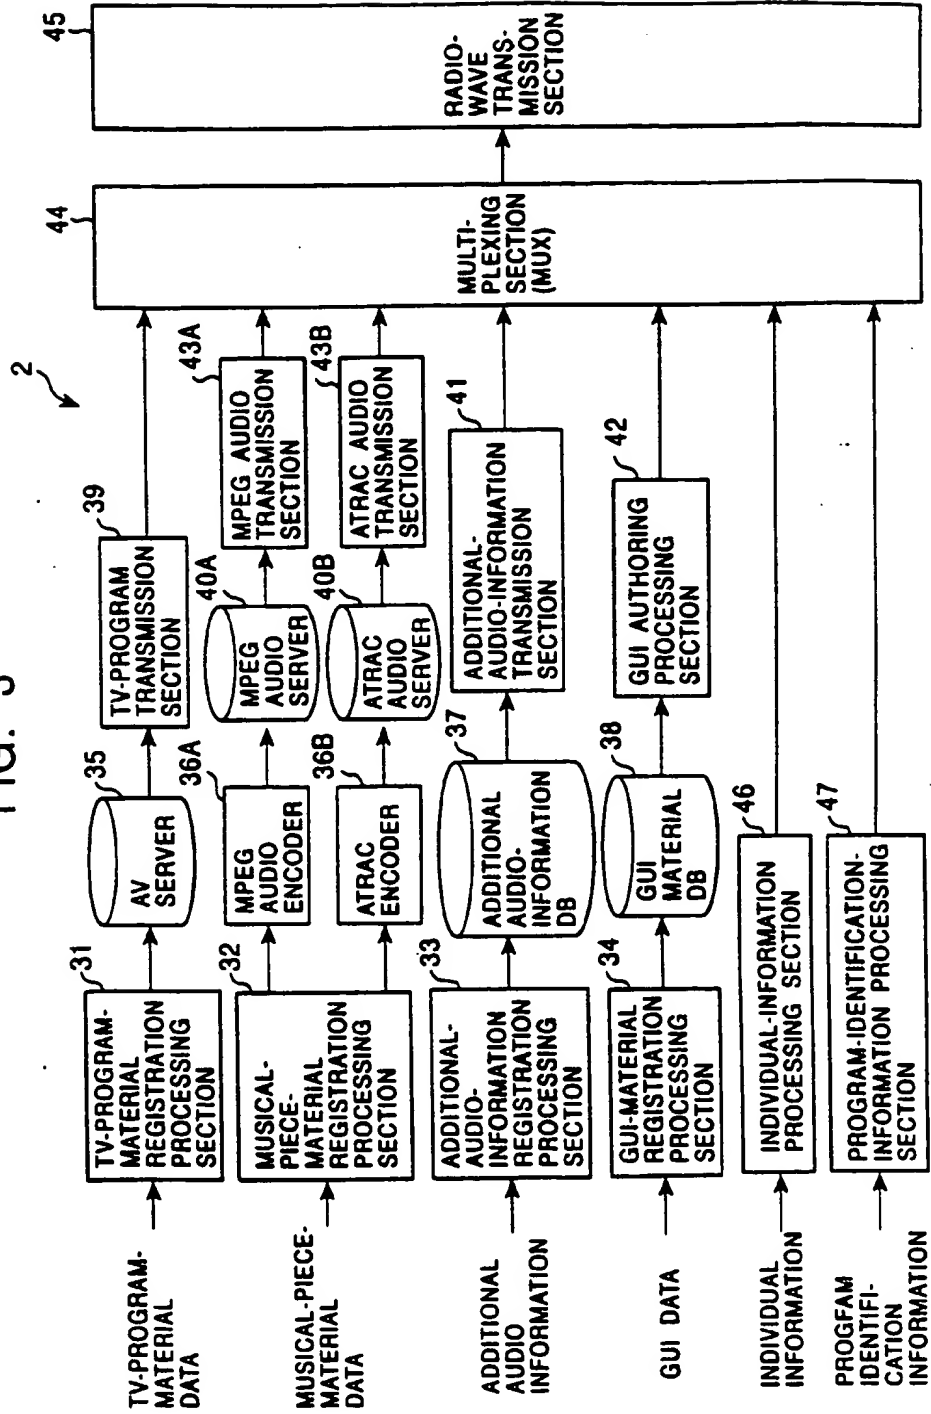 FIG.
2
TV-PROGRAM-
MATERIAL
DATA
31
TV-PROGRAM-
MATERIAL
REGISTRATION
PROCESSING
SECTION
35
AV
SERVER
39
TV-PROGRAM
TRANSMISSION
SECTION
MUSICAL-PIECE-
MATERIAL
DATA
32
MUSICAL-
PIECE-
MATERIAL
REGISTRATION
PROCESSING
SECTION
36A
MPEG
AUDIO
ENCODER
40A
MPEG
AUDIO
SERVER
43A
MPEG AUDIO
TRANSMISSION
SECTION
36B
ATRAC
ENCODER
40B
ATRAC
AUDIO
SERVER
43B
ATRAC AUDIO
TRANSMISSION
SECTION
ADDITIONAL
AUDIO
INFORMATION
33
ADDITIONAL-
AUDIO-
INFORMATION
REGISTRATION
PROCESSING
SECTION
37
ADDITIONAL
AUDIO-
INFORMATION
DB
41
ADDITIONAL-
AUDIO-INFORMATION
TRANSMISSION
SECTION
GUI DATA
34
GUI-MATERIAL
REGISTRATION
PROCESSING
SECTION
38
GUI
MATERIAL
DB
42
GUI AUTHORING
PROCESSING
SECTION
INDIVIDUAL
INFORMATION
46
INDIVIDUAL-INFORMATION
PROCESSING SECTION
PROGFAM
IDENTIFI-
CATION
INFORMATION
47
PROGRAM-IDENTIFICATION-
INFORMATION PROCESSING
SECTION
44
MULTI-
PLEXING
SECTION
(MUX)
45
RADIO-
WAVE
TRANS-
MISSION
SECTION